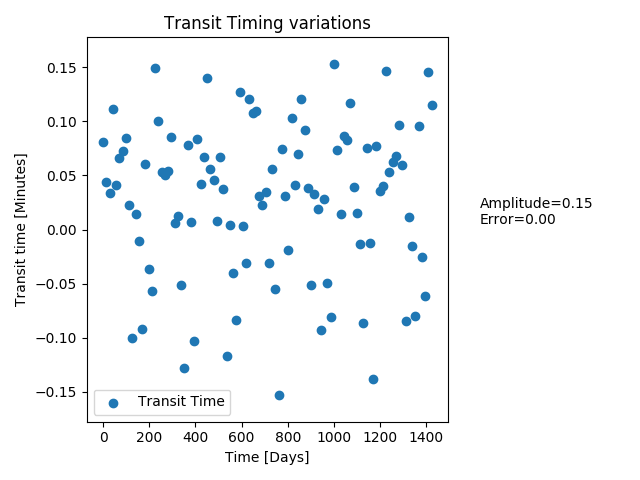 Transit Timing variations
Transit time [Minutes]
0.15
0.10
0.05
0.00
−0.05
−0.10
−0.15
Amplitude=0.15
Error=0.00
Transit Time
0 200 400 600 800 1000 1200 1400
Time [Days]